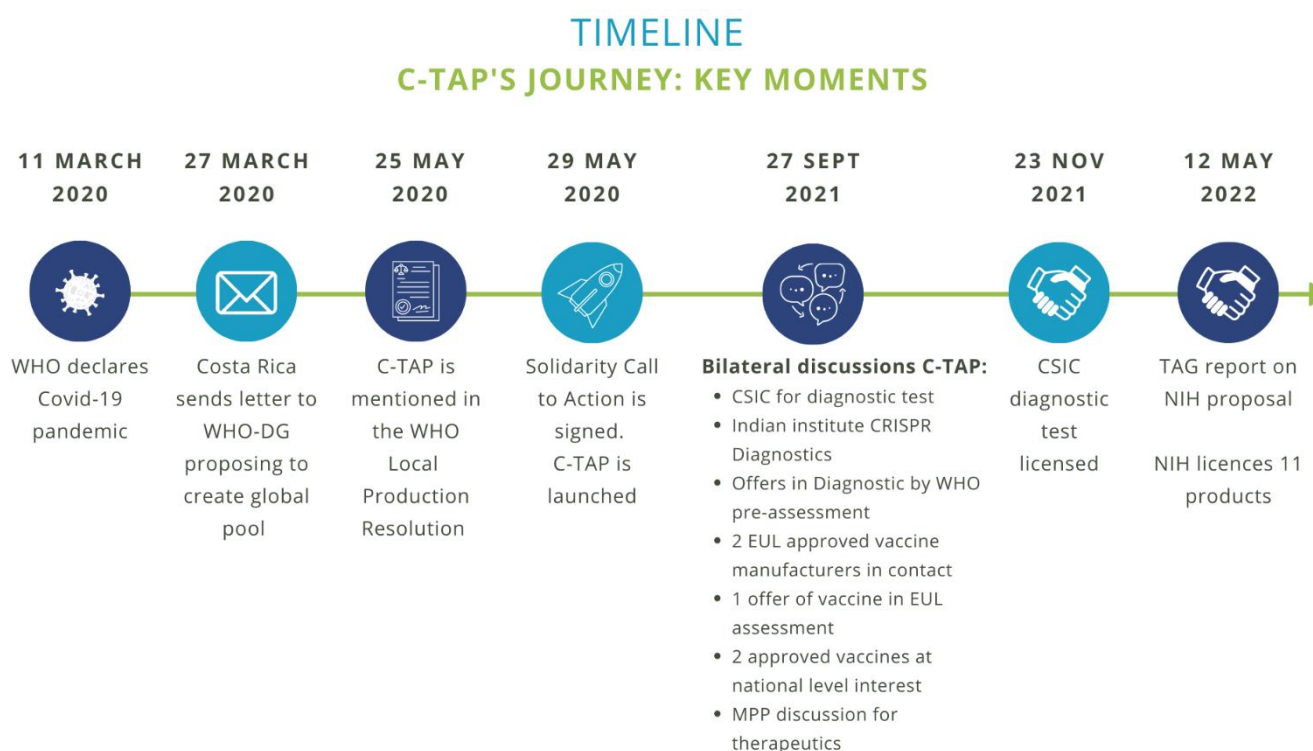 TIMELINE
C-TAP'S JOURNEY: KEY MOMENTS
11 MARCH
2020
WHO declares
Covid-19
pandemic
27 MARCH
2020
Costa Rica
sends letter to
WHO-DG
proposing to
create global
pool
25 MAY
2020
C-TAP is
mentioned in
the WHO
Local
Production
Resolution
29 MAY
2020
Solidarity Call
to Action is
signed.
C-TAP is
launched
27 SEPT
2021
Bilateral discussions C-TAP:
• CSIC for diagnostic test
• Indian institute CRISPR
Diagnostics
• Offers in Diagnostic by WHO
pre-assessment
• 2 EUL approved vaccine
manufacturers in contact
• 1 offer of vaccine in EUL
assessment
• 2 approved vaccines at
national level interest
• MPP discussion for
therapeutics
23 NOV
2021
CSIC
diagnostic
test
licensed
12 MAY
2022
TAG report on
NIH proposal
NIH licences 11
products